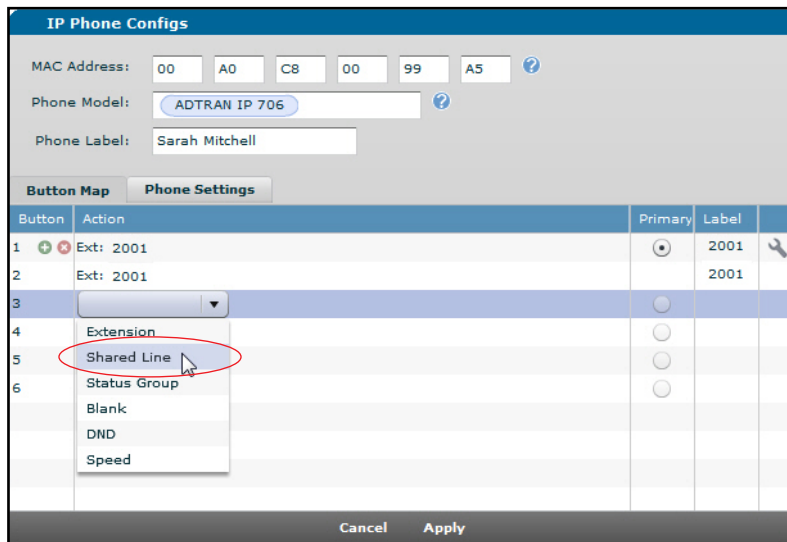 IP Phone Configs
MAC Address: 00 A0 C8 00 99 A5 ?
Phone Model: ADTRAN IP 706 ?
Phone Label: Sarah Mitchell
Button Map Phone Settings
Button Action Primary Label
1 Ext: 2001 2001
2 Ext: 2001 2001
3
4 Extension
5 Shared Line
6 Status Group
Blank
DND
Speed
Cancel Apply